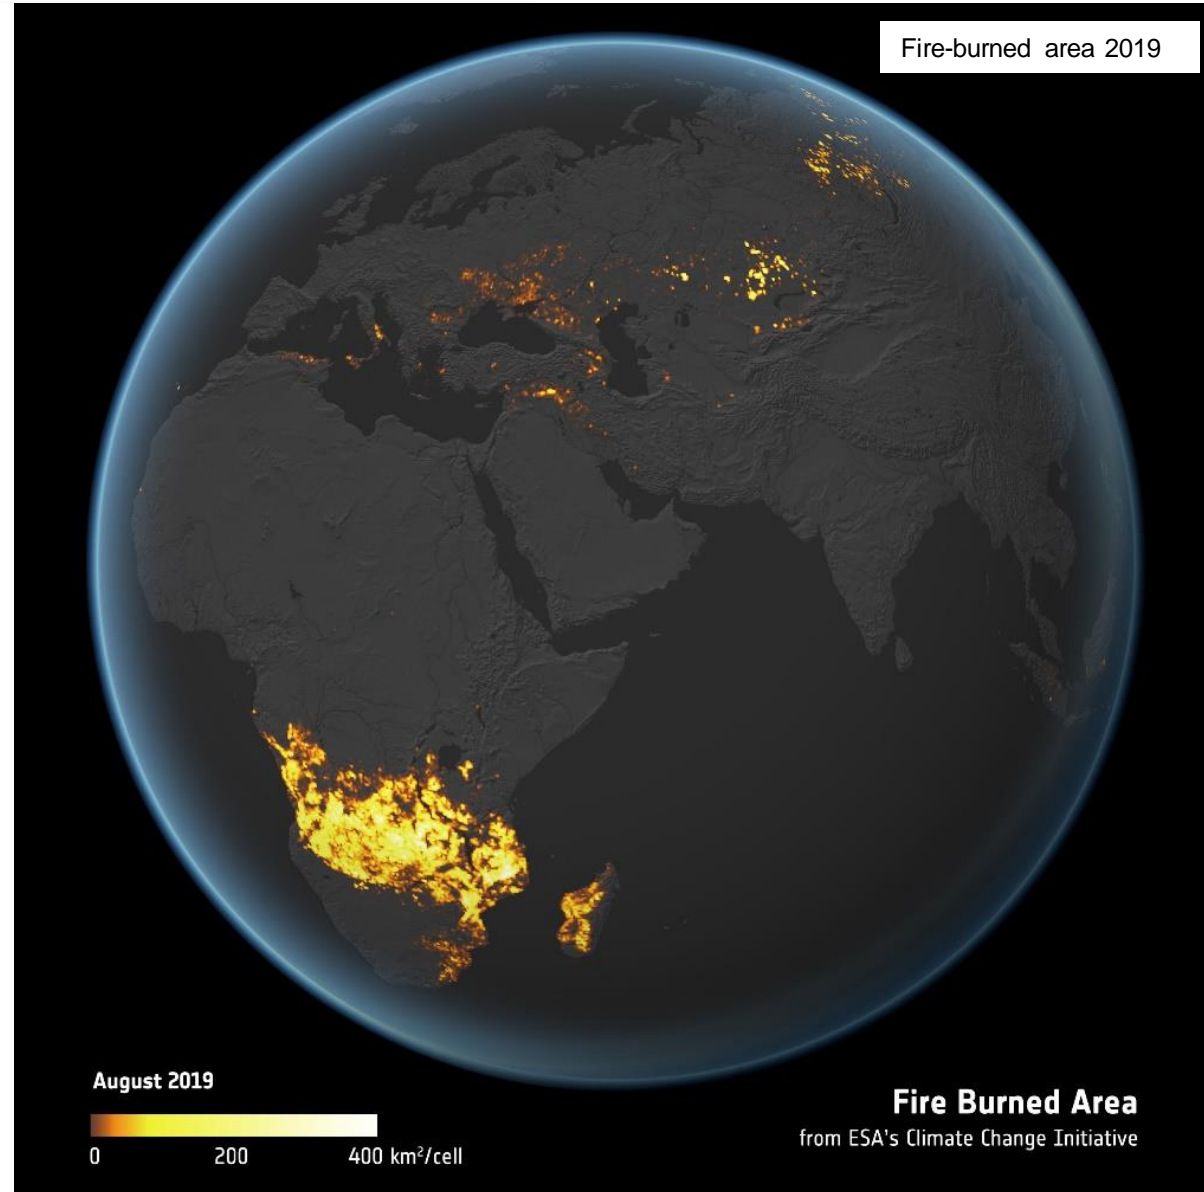 Fire-burned area 2019
August 2019
0 200 400 km²/cell
Fire Burned Area
from ESA's Climate Change Initiative